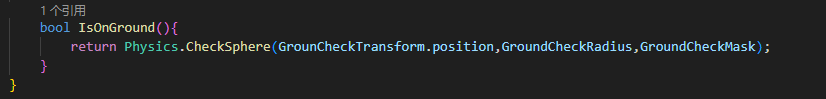 1 个引用
bool IsOnGround(){
return Physics.CheckSphere(GrounCheckTransform.position,GroundCheckRadius,GroundCheckMask);
}
}